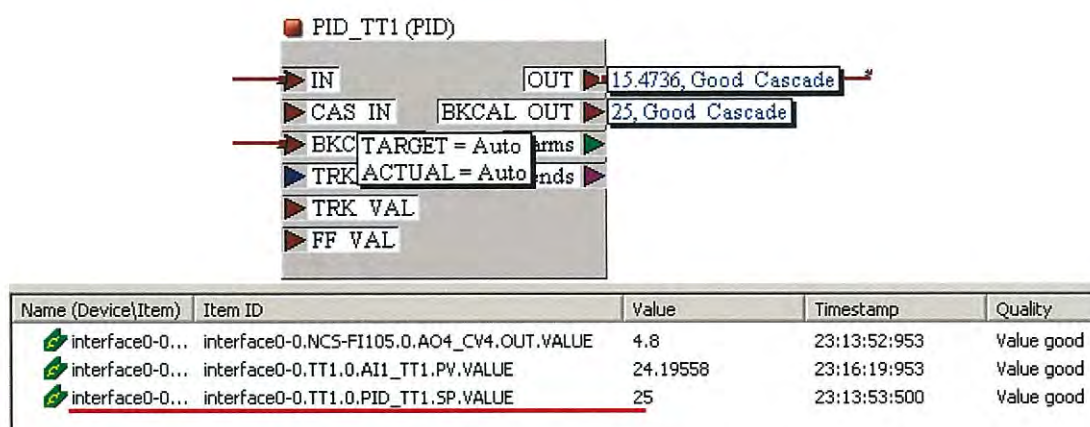 PID_TT1 (PID)
IN OUT 15.4736, Good Cascade
CAS IN BKCAL OUT 25, Good Cascade
BKC TARGET = Auto arms
TRK ACTUAL = Auto ends
TRK VAL
FF VAL
Name (Device\Item) Item ID Value Timestamp Quality
interface0-0... interface0-0.NCS-FI105.0.AO4_CV4.OUT.VALUE 4.8 23:13:52:953 Value good
interface0-0... interface0-0.TT1.0.AI1_TT1.PV.VALUE 24.19558 23:16:19:953 Value good
interface0-0... interface0-0.TT1.0.PID_TT1.SP.VALUE 25 23:13:53:500 Value good